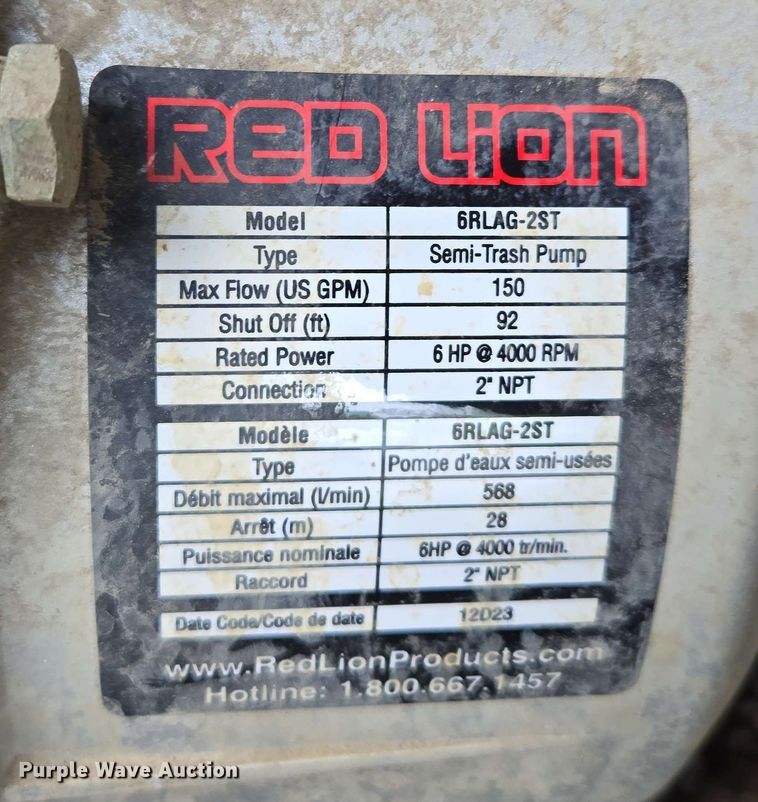 RED LION
Model 6RLAG-2ST
Type Semi-Trash Pump
Max Flow (US GPM) 150
Shut Off (ft) 92
Rated Power 6 HP @ 4000 RPM
Connection 2" NPT
Modèle 6RLAG-2ST
Type Pompe d'eaux semi-usées
Débit maximal (l/min) 568
Arrêt (m) 28
Puissance nominale 6HP @ 4000 tr/min.
Raccord 2" NPT
Date Code/Code de date 12D23
www.RedLionProducts.com
Hotline: 1.800.667.1457
Purple Wave Auction